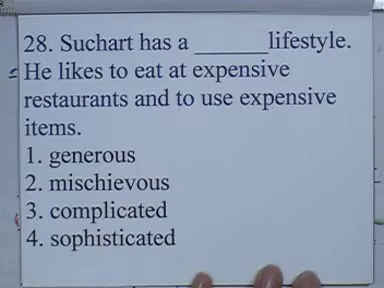 28. Suchart has a _______lifestyle.
He likes to eat at expensive
restaurants and to use expensive
items.
1. generous
2. mischievous
3. complicated
4. sophisticated